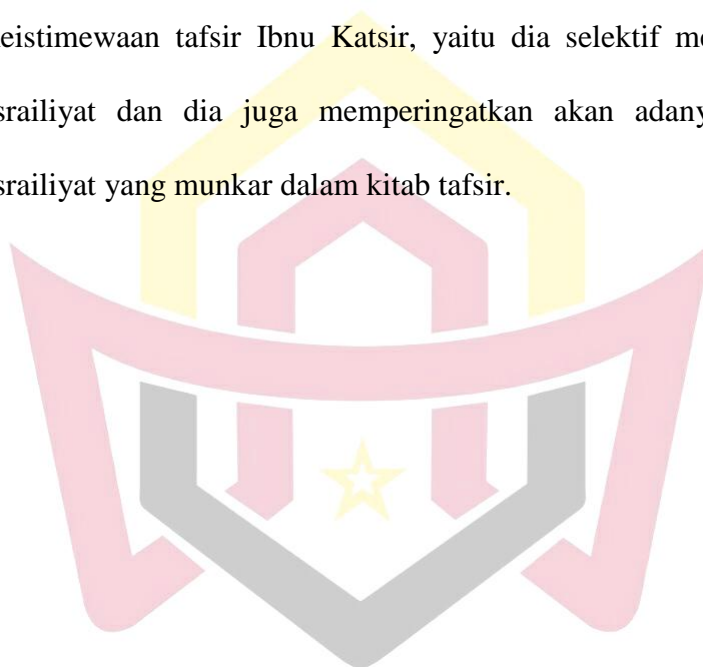 eistimewaan tafsir Ibnu Katsir, yaitu dia selektif me
srailiyat dan dia juga memperingatkan akan adany
srailiyat yang munkar dalam kitab tafsir.